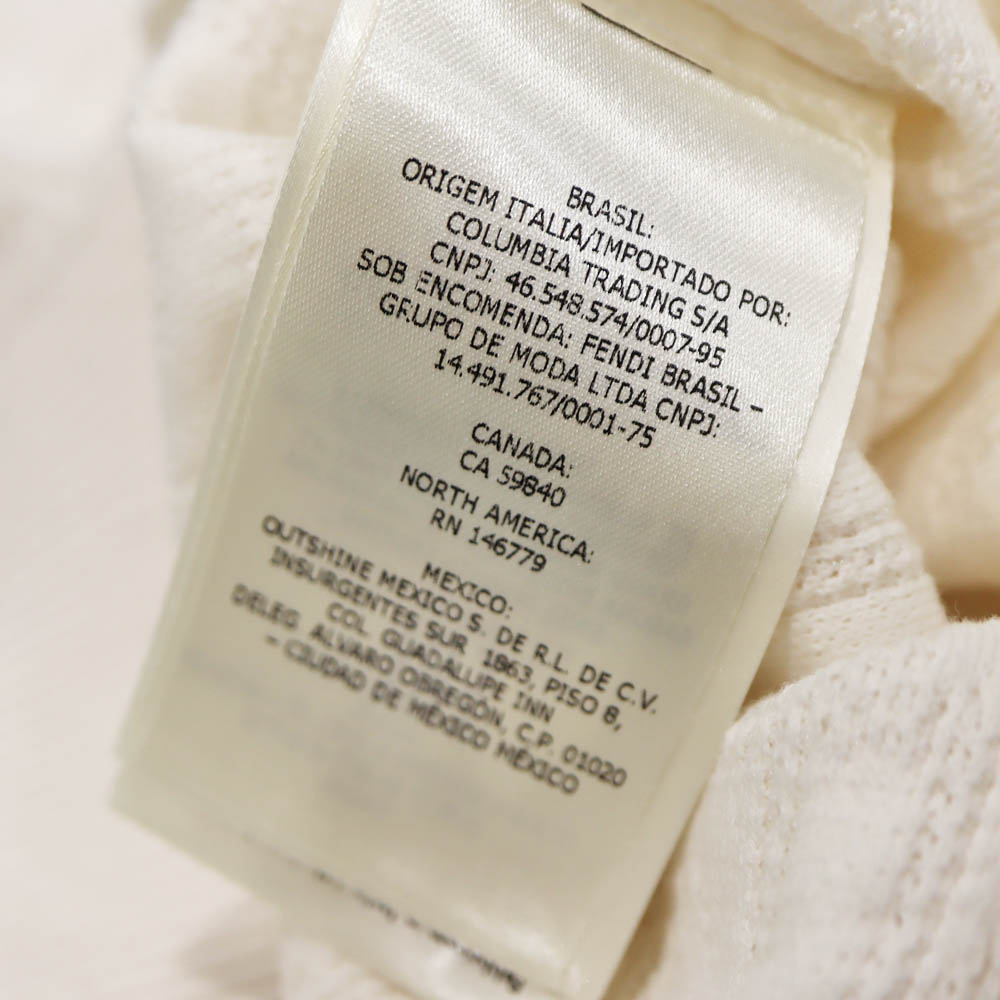 BRASIL:
ORIGEM ITALIA/IMPORTADO POR:
COLUMBIA TRADING S/A
CNPJ: 46.548.574/0007-95
SOB ENCOMENDA: FENDI BRASIL –
GRUPO DE MODA LTDA CNPJ:
14.491.767/0001-75
CANADA:
CA 59840
NORTH AMERICA:
RN 146779
MEXICO:
OUTSHINE MEXICO S. DE R.L. DE C.V.
INSURGENTES SUR 1863, PISO 8,
COL GUADALUPE INN
DELEG ALVARO OBREGÓN, C.P. 01020
– CIUDAD DE MÉXICO MÉXICO